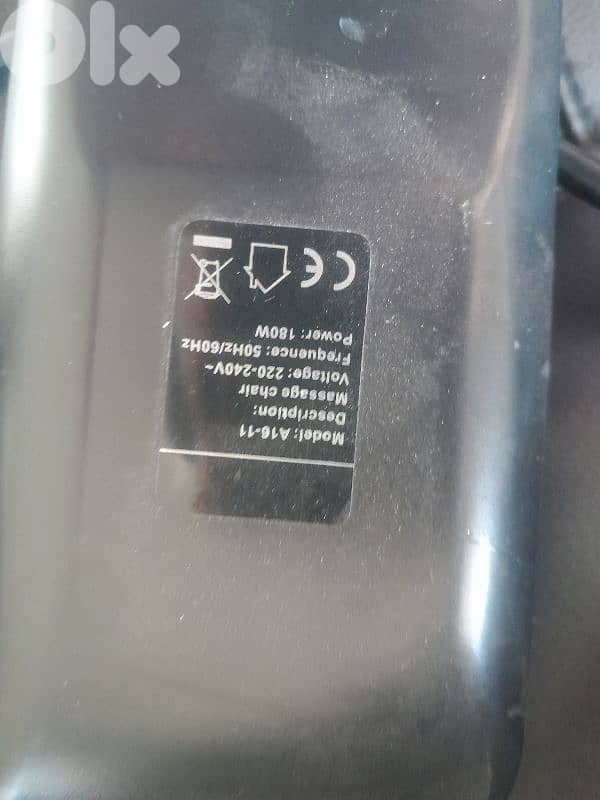 olx
Model: A16-11
Description:
Massage chair
Voltage: 220-240V~
Frequence: 50Hz/60Hz
Power: 180W
CE